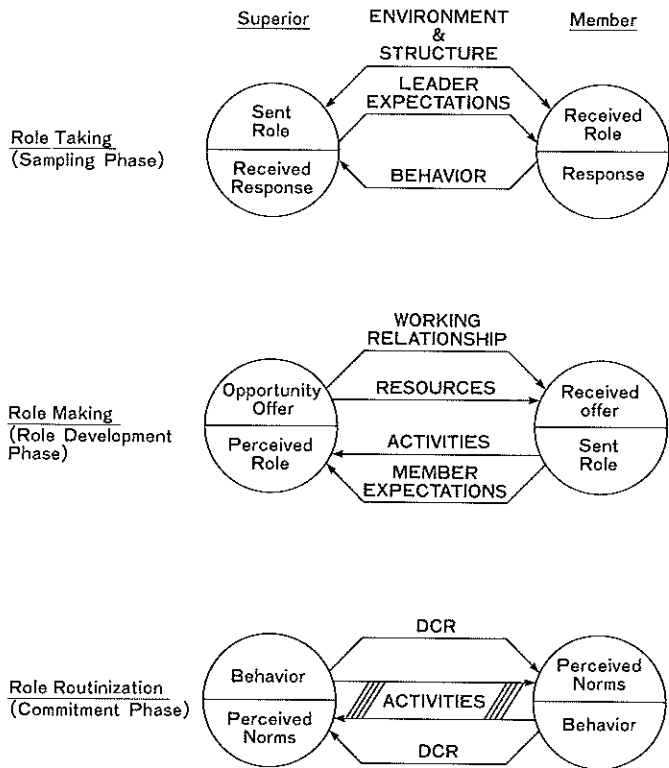 Superior
ENVIRONMENT
&
STRUCTURE
Member
LEADER
EXPECTATIONS
Role Taking
(Sampling Phase)
Sent
Role
Received
Response
BEHAVIOR
Received
Role
Response
WORKING
RELATIONSHIP
Role Making
(Role Development
Phase)
Opportunity
Offer
Perceived
Role
RESOURCES
ACTIVITIES
MEMBER
EXPECTATIONS
Received
offer
Sent
Role
DCR
Role Routinization
(Commitment Phase)
Behavior
Perceived
Norms
ACTIVITIES
DCR
Perceived
Norms
Behavior